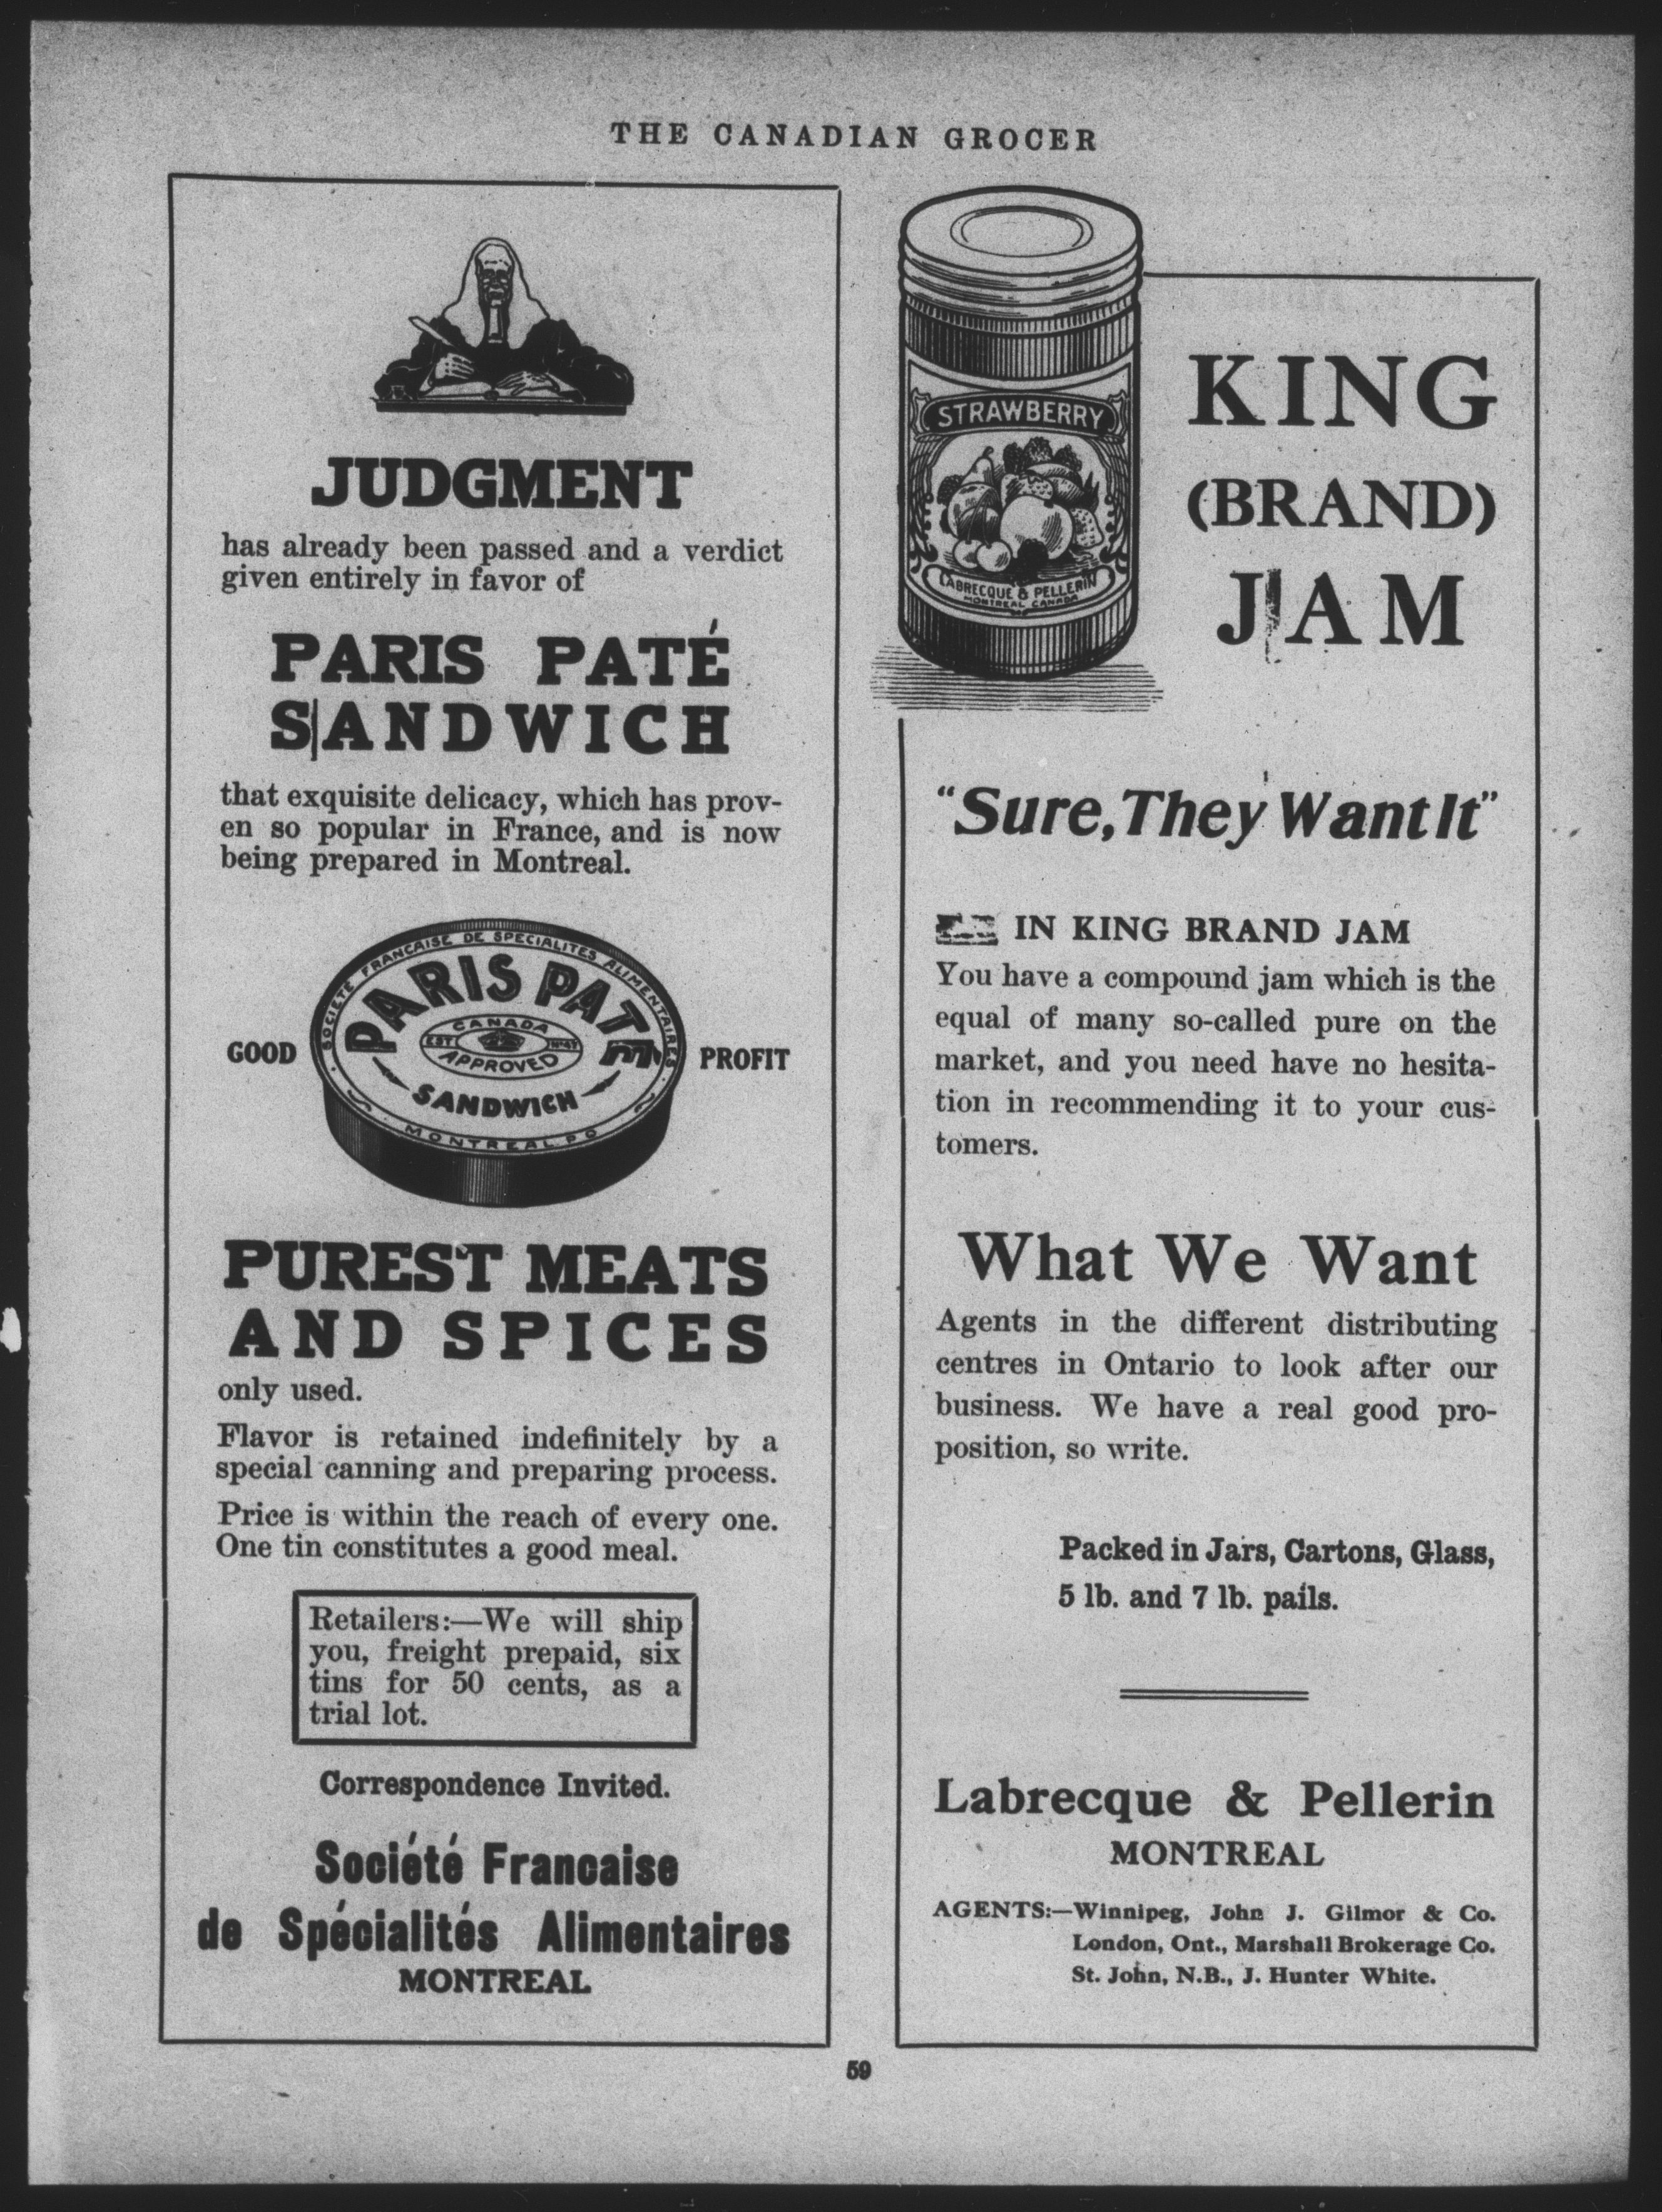 THE CANADIAN GROCER
JUDGMENT
has already been passed and a verdict
given entirely in favor of
PARIS PATÉ
SANDWICH
that exquisite delicacy, which has prov-
en so popular in France, and is now
being prepared in Montreal.
GOOD
SOCIETE FRANCAISE DE SPECIALITES ALIMENTAIRES
PARIS PATE
CANADA
EST Nº47
APPROVED
SANDWICH
MONTREAL P Q
PROFIT
PUREST MEATS
AND SPICES
only used.
Flavor is retained indefinitely by a
special canning and preparing process.
Price is within the reach of every one.
One tin constitutes a good meal.
Retailers:—We will ship
you, freight prepaid, six
tins for 50 cents, as a
trial lot.
Correspondence Invited.
Société Francaise
de Spécialités Alimentaires
MONTREAL
STRAWBERRY
LABRECQUE & PELLERIN
MONTREAL CANADA
KING
(BRAND)
JAM
"Sure, They Want It"
IN KING BRAND JAM
You have a compound jam which is the
equal of many so-called pure on the
market, and you need have no hesita-
tion in recommending it to your cus-
tomers.
What We Want
Agents in the different distributing
centres in Ontario to look after our
business. We have a real good pro-
position, so write.
Packed in Jars, Cartons, Glass,
5 lb. and 7 lb. pails.
Labrecque & Pellerin
MONTREAL
AGENTS:—Winnipeg, John J. Gilmor & Co.
London, Ont., Marshall Brokerage Co.
St. John, N.B., J. Hunter White.
59